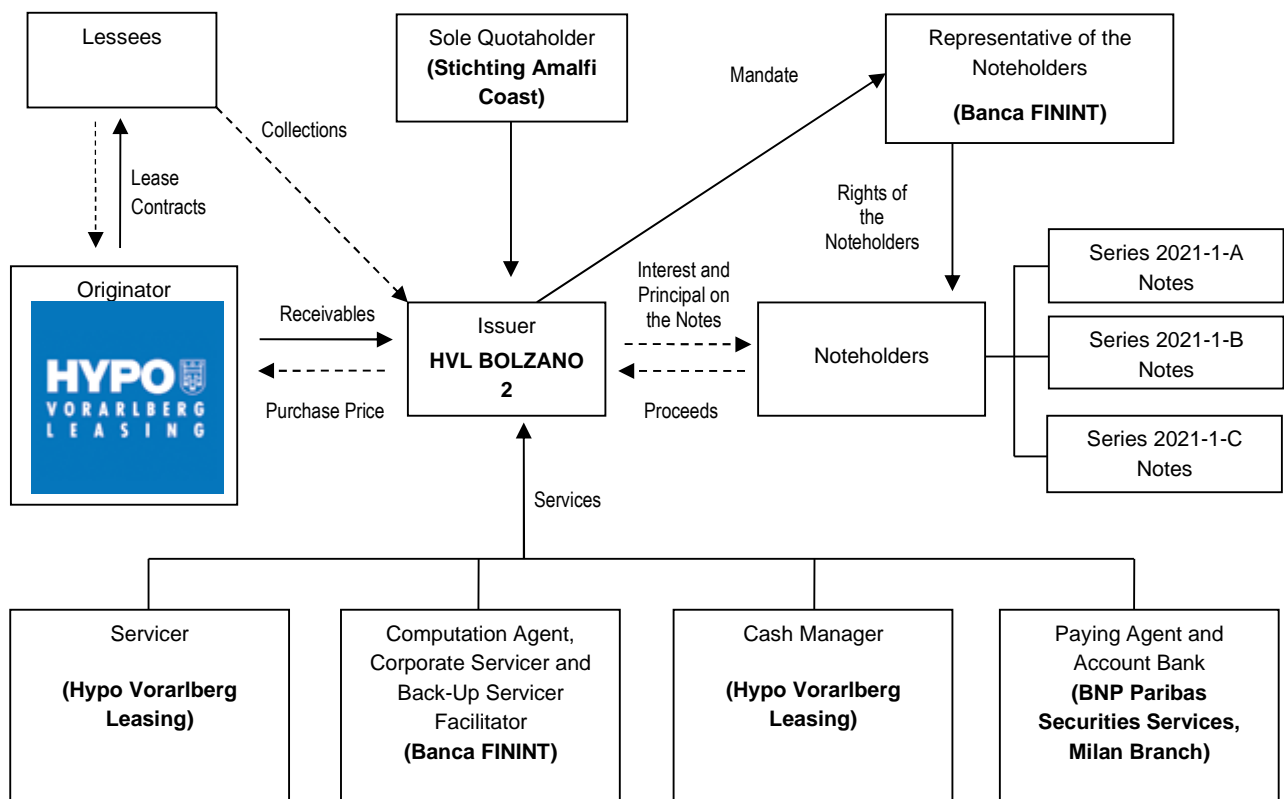 Lessees
Sole Quotaholder
(Stichting Amalfi
Coast)
Representative of the
Noteholders
(Banca FININT)
Mandate
Collections
Lease
Contracts
Rights of
the
Noteholders
Originator
HYPO
VORARLBERG
LEASING
Receivables
Purchase Price
Issuer
HVL BOLZANO
2
Interest and
Principal on
the Notes
Proceeds
Noteholders
Series 2021-1-A
Notes
Series 2021-1-B
Notes
Series 2021-1-C
Notes
Services
Servicer
(Hypo Vorarlberg
Leasing)
Computation Agent,
Corporate Servicer and
Back-Up Servicer
Facilitator
(Banca FININT)
Cash Manager
(Hypo Vorarlberg
Leasing)
Paying Agent and
Account Bank
(BNP Paribas
Securities Services,
Milan Branch)